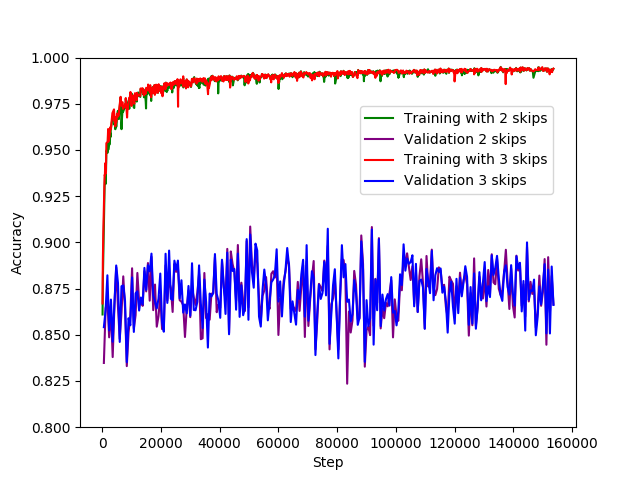 1.000
0.975
0.950
0.925
0.900
0.875
0.850
0.825
0.800
Accuracy
Training with 2 skips
Validation 2 skips
Training with 3 skips
Validation 3 skips
0 20000 40000 60000 80000 100000 120000 140000 160000
Step